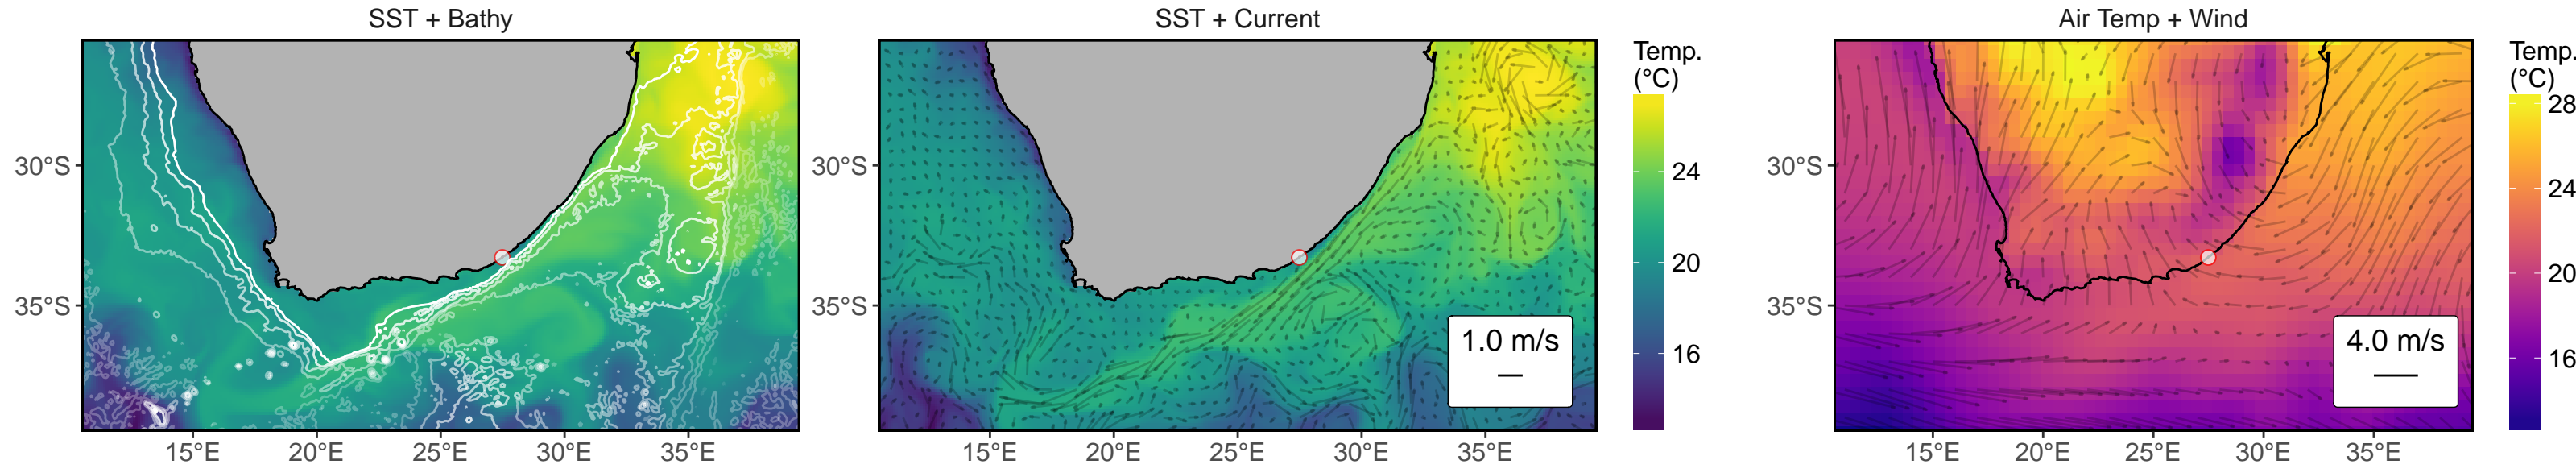 SST + Bathy
SST + Current
Air Temp + Wind
Temp.
(°C)
24
20
16
Temp.
(°C)
28
24
20
16
30°S
35°S
15°E
20°E
25°E
30°E
35°E
30°S
35°S
1.0 m/s
15°E
20°E
25°E
30°E
35°E
30°S
35°S
4.0 m/s
15°E
20°E
25°E
30°E
35°E